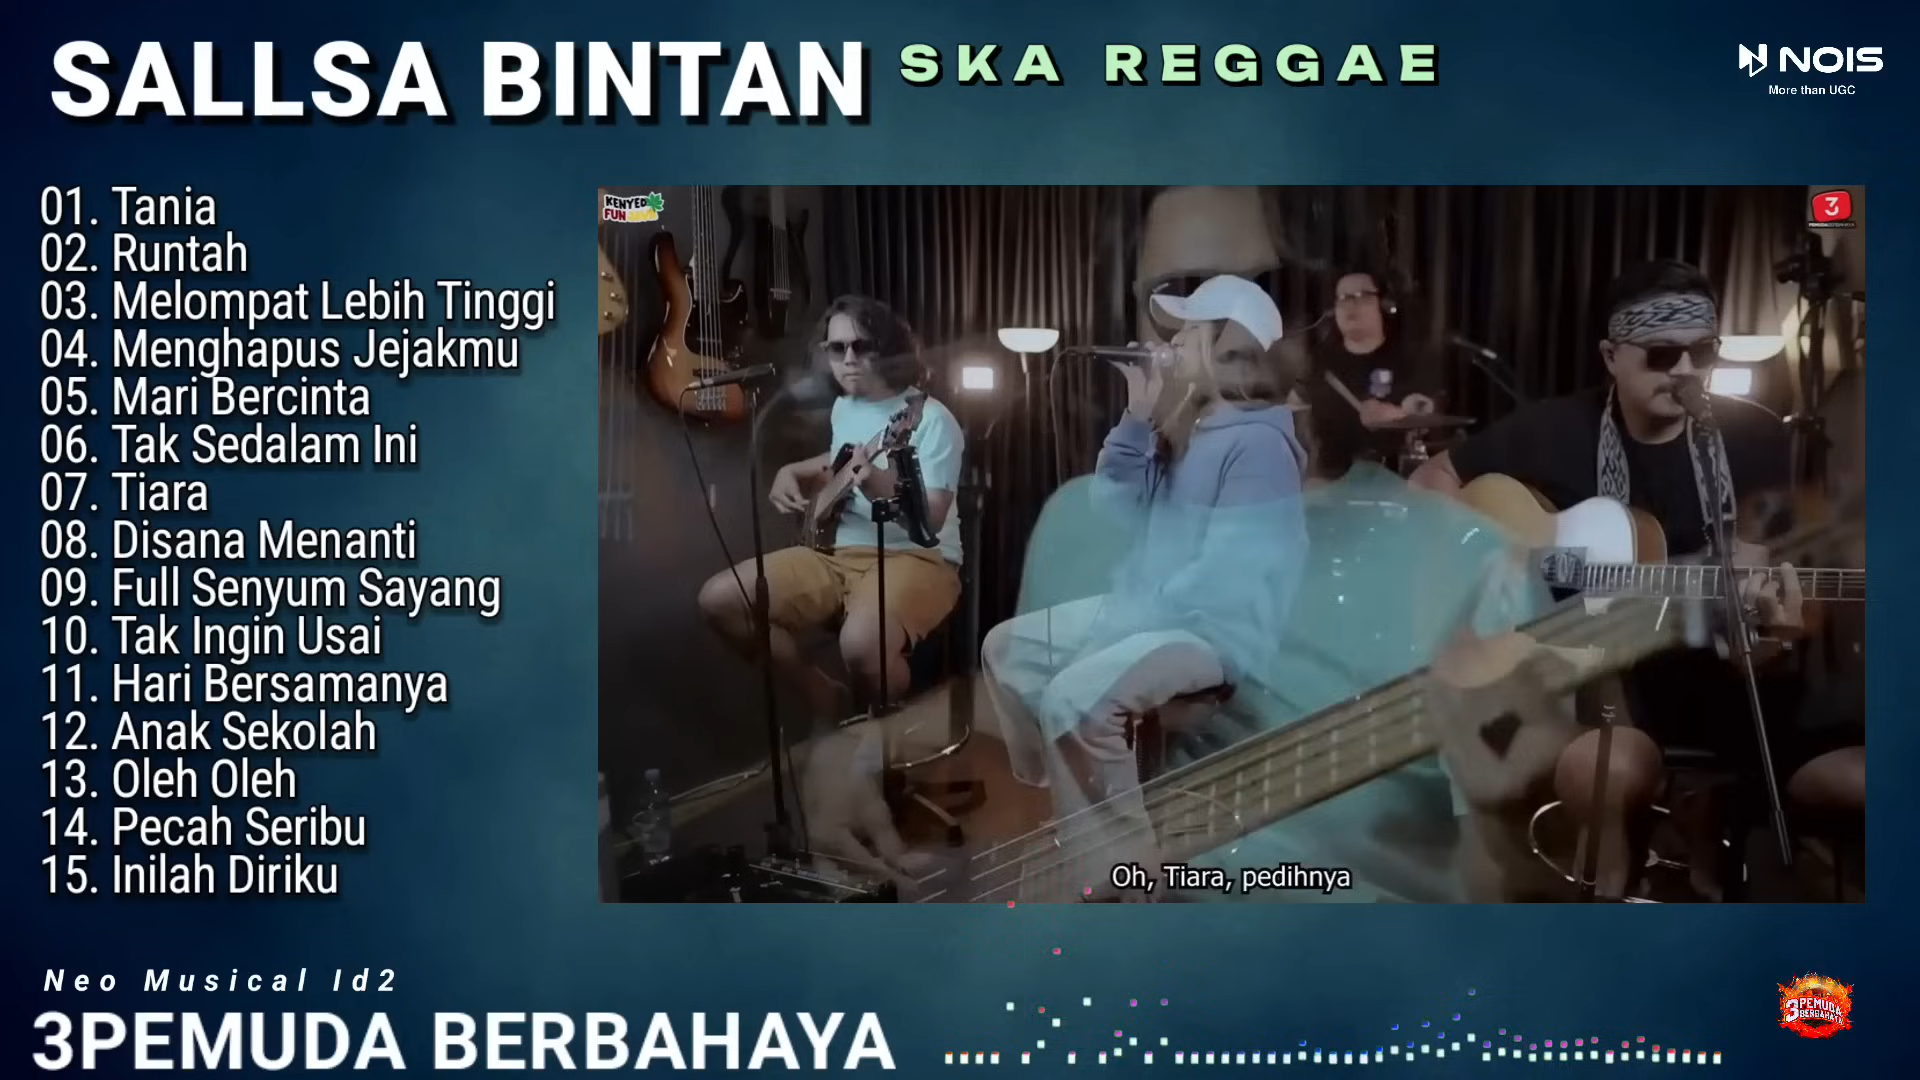 SALLSA BINTAN
SKA REGGAE
NOIS
More than UGC
01. Tania
02. Runtah
03. Melompat Lebih Tinggi
04. Menghapus Jejakmu
05. Mari Bercinta
06. Tak Sedalam Ini
07. Tiara
08. Disana Menanti
09. Full Senyum Sayang
10. Tak Ingin Usai
11. Hari Bersamanya
12. Anak Sekolah
13. Oleh Oleh
14. Pecah Seribu
15. Inilah Diriku
KENYED
FUN
3
Oh, Tiara, pedihnya
Neo Musical Id2
3PEMUDA BERBAHAYA
3PEMUDA
BERBAHAYA